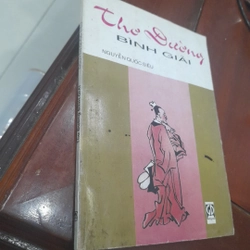 Thơ Đường
BÌNH GIẢI
NGUYỄN QUỐC SIÊU